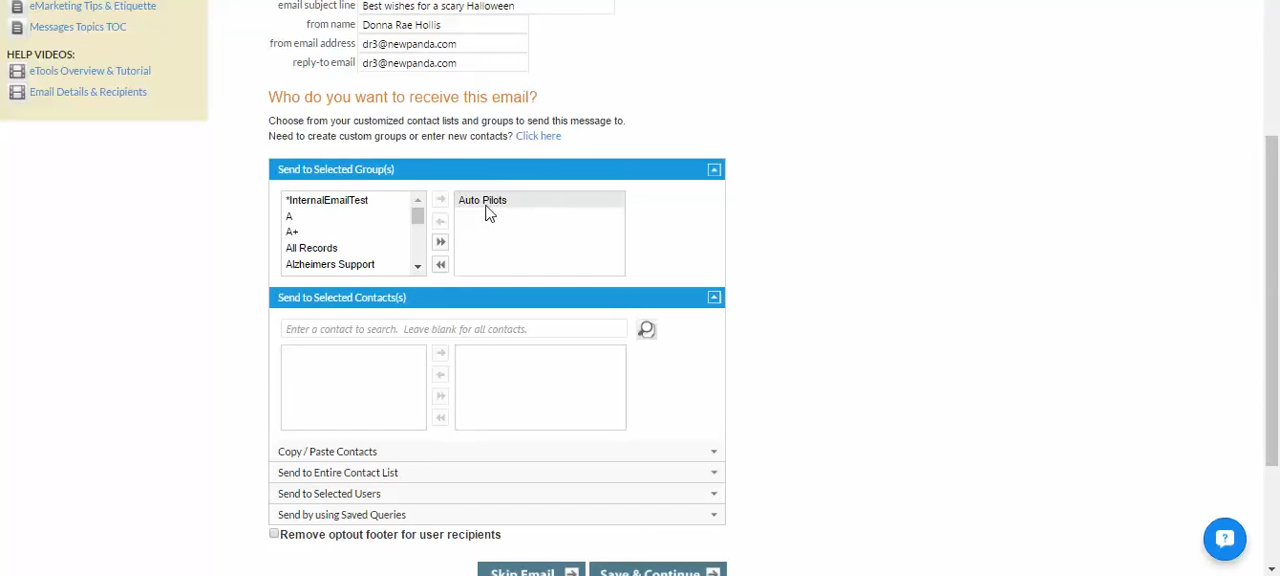 eMarketing Tips & Etiquette
Messages Topics TOC
HELP VIDEOS:
eTools Overview & Tutorial
Email Details & Recipients
email subject line Best wishes for a scary Halloween
from name Donna Rae Hollis
from email address dr3@newpanda.com
reply-to email dr3@newpanda.com
Who do you want to receive this email?
Choose from your customized contact lists and groups to send this message to.
Need to create custom groups or enter new contacts? Click here
Send to Selected Group(s)
*InternalEmailTest
A
A+
All Records
Alzheimers Support
Auto Pilots
Send to Selected Contacts(s)
Enter a contact to search. Leave blank for all contacts.
Copy / Paste Contacts
Send to Entire Contact List
Send to Selected Users
Send by using Saved Queries
Remove optout footer for user recipients
Skip Email
Save & Continue